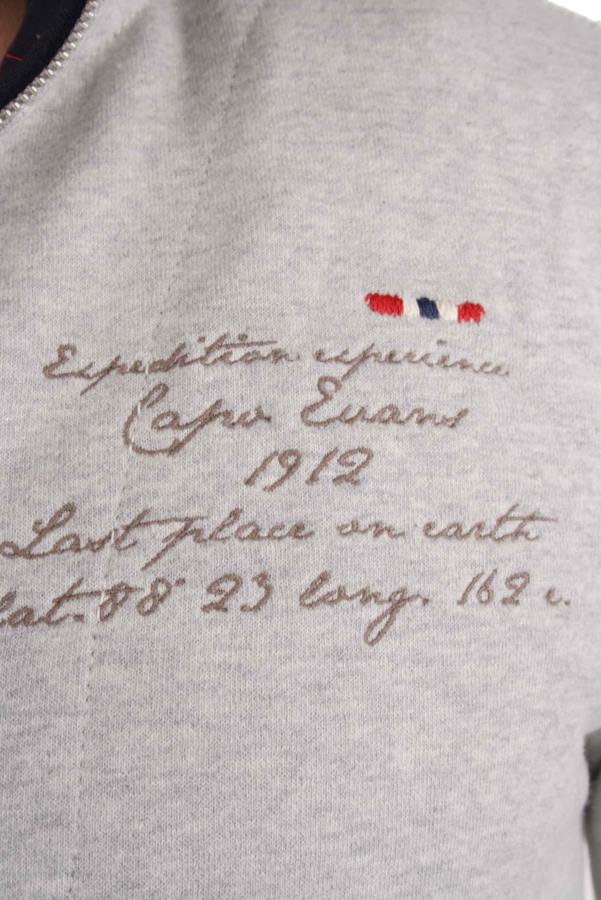 Expedition experience
Capo Evans
1912
Last place on earth
lat. 88° 23 long. 162 e.